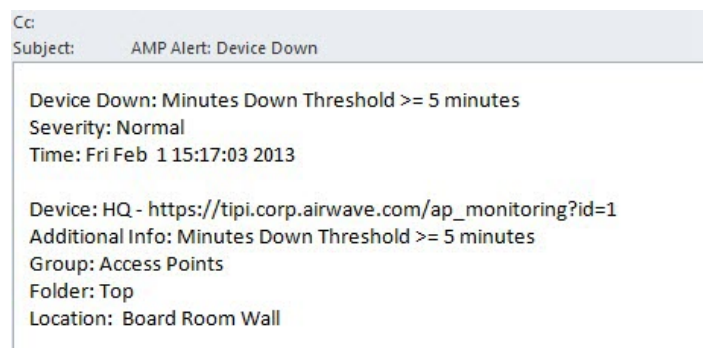 Cc:
Subject: AMP Alert: Device Down
Device Down: Minutes Down Threshold >= 5 minutes
Severity: Normal
Time: Fri Feb  1 15:17:03 2013
Device: HQ - https://tipi.corp.airwave.com/ap_monitoring?id=1
Additional Info: Minutes Down Threshold >= 5 minutes
Group: Access Points
Folder: Top
Location:  Board Room Wall